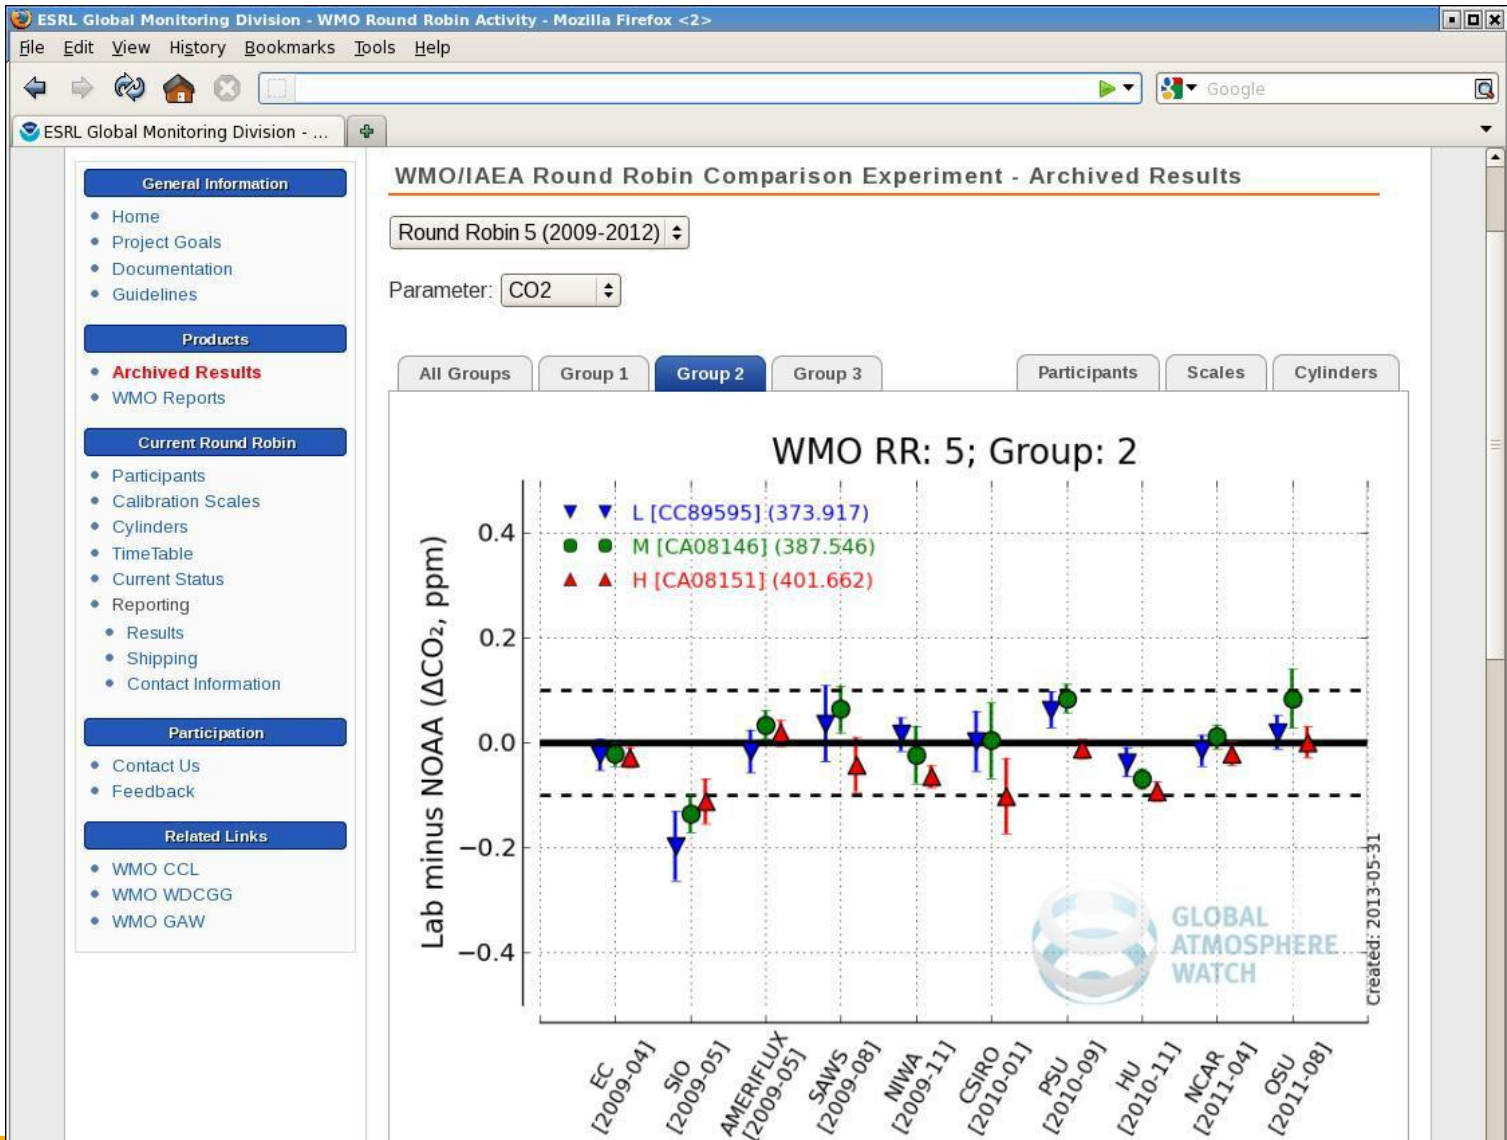 ESRL Global Monitoring Division - WMO Round Robin Activity - Mozilla Firefox <2>
File Edit View History Bookmarks Tools Help
Google
ESRL Global Monitoring Division - ...
General Information
Home
Project Goals
Documentation
Guidelines
Products
Archived Results
WMO Reports
Current Round Robin
Participants
Calibration Scales
Cylinders
TimeTable
Current Status
Reporting
Results
Shipping
Contact Information
Participation
Contact Us
Feedback
Related Links
WMO CCL
WMO WDCGG
WMO GAW
WMO/IAEA Round Robin Comparison Experiment - Archived Results
Round Robin 5 (2009-2012)
Parameter: CO2
All Groups Group 1 Group 2 Group 3 Participants Scales Cylinders
WMO RR: 5; Group: 2
L [CC89595] (373.917)
M [CA08146] (387.546)
H [CA08151] (401.662)
Lab minus NOAA (ΔCO₂, ppm)
0.4
0.2
0.0
−0.2
−0.4
GLOBAL
ATMOSPHERE
WATCH
Created: 2013-05-31
EC
[2009-04]
SIO
[2009-05]
AMERIFLUX
[2009-05]
SAWS
[2009-08]
NIWA
[2009-11]
CSIRO
[2010-01]
PSU
[2010-09]
HU
[2010-11]
NCAR
[2011-04]
OSU
[2011-08]